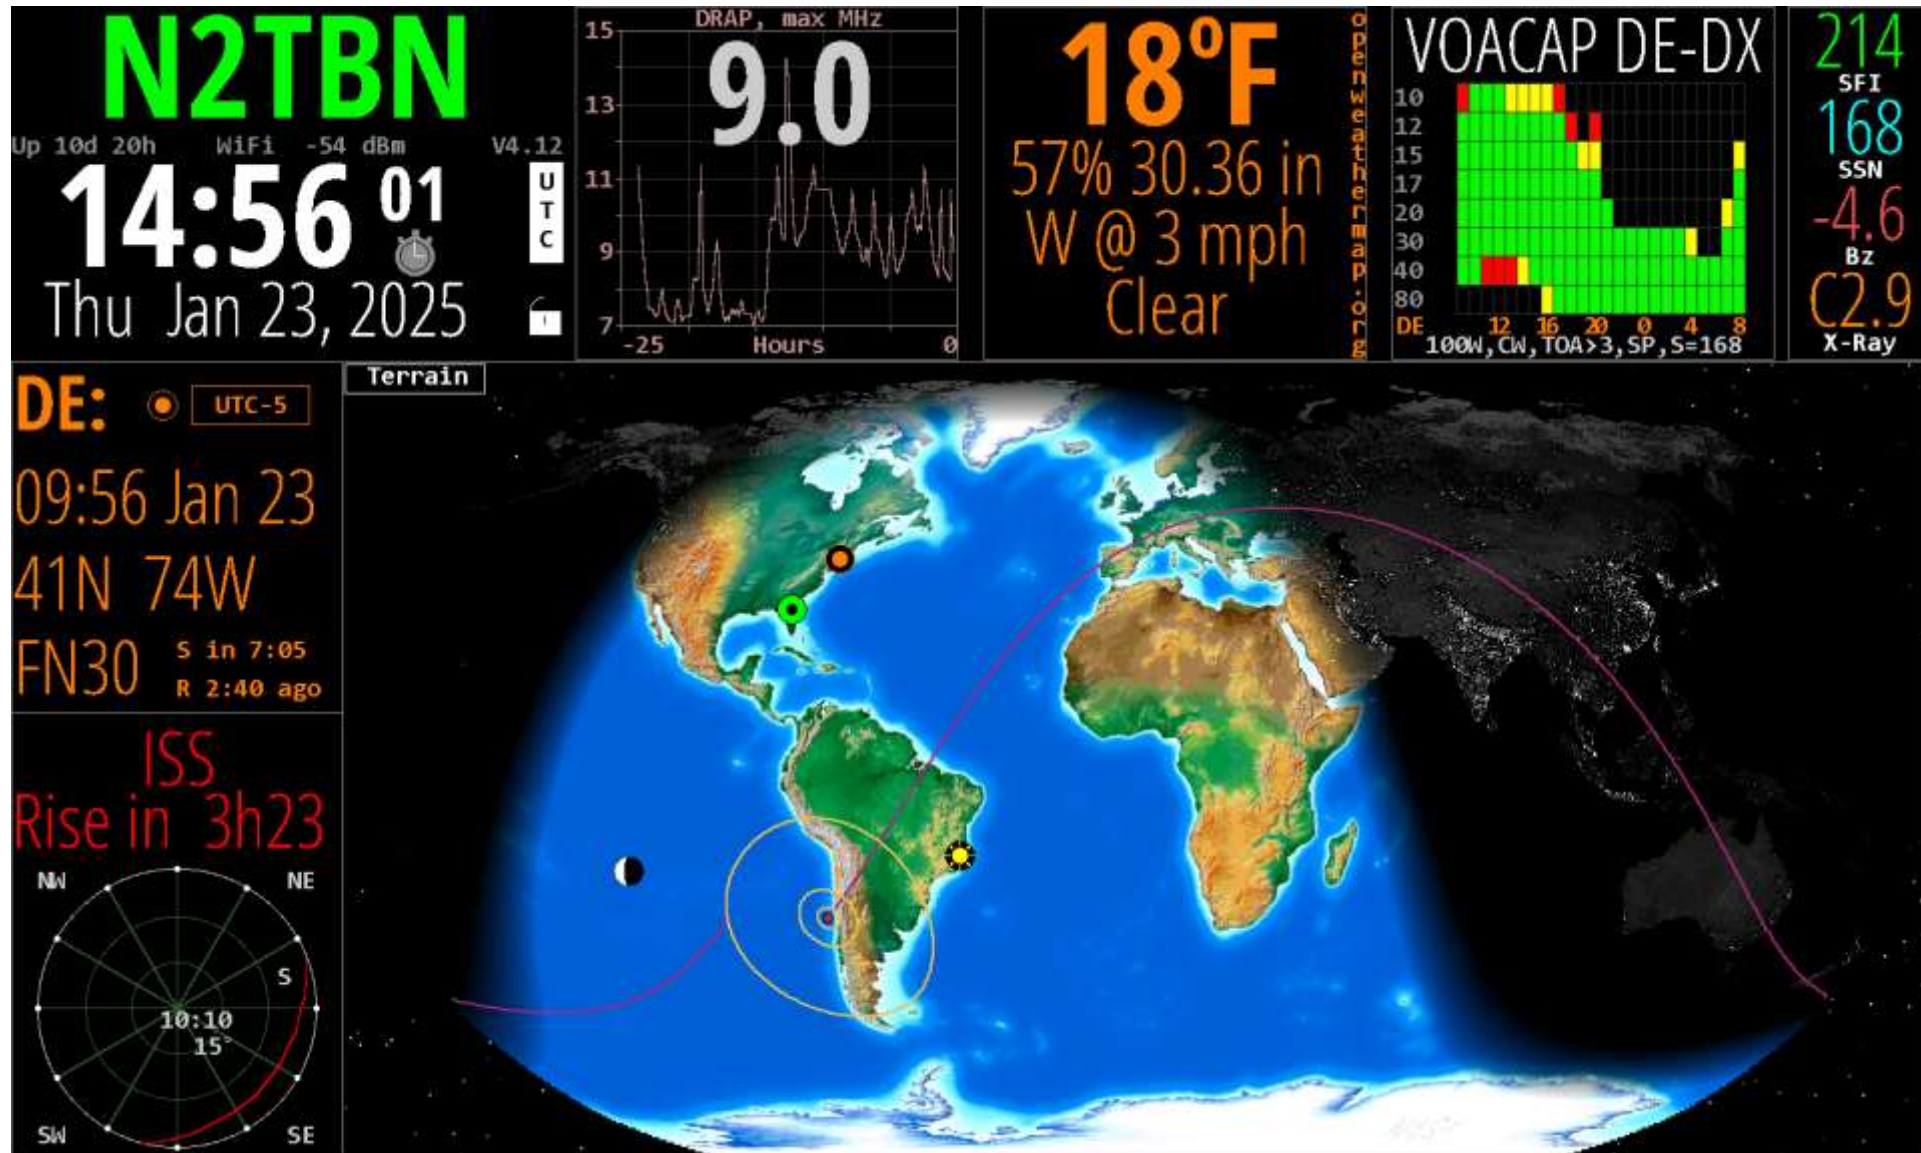 N2TBN
Up 10d 20h WiFi -54 dBm V4.12
14:56 01
UTC
Thu Jan 23, 2025
DRAP, max MHz
9.0
15
13
11
9
7
-25 Hours 0
18°F
57% 30.36 in
W @ 3 mph
Clear
openweathermap.org
VOACAP DE-DX
10
12
15
17
20
30
40
80
DE 12 16 20 0 4 8
100W,CW,TOA>3,SP,S=168
214
SFI
168
SSN
-4.6
Bz
C2.9
X-Ray
DE: UTC-5
09:56 Jan 23
41N 74W
FN30
S in 7:05
R 2:40 ago
Terrain
ISS
Rise in 3h23
NW NE
S
10:10
15°
SW SE